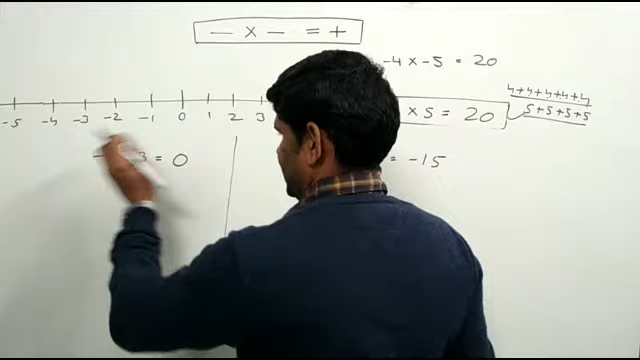 — × — = +
-4 × -5 = 20
4+4+4+4+4
× 5 = 20 5+5+5+5
-5 -4 -3 -2 -1 0 1 2 3
3 = 0
= -15